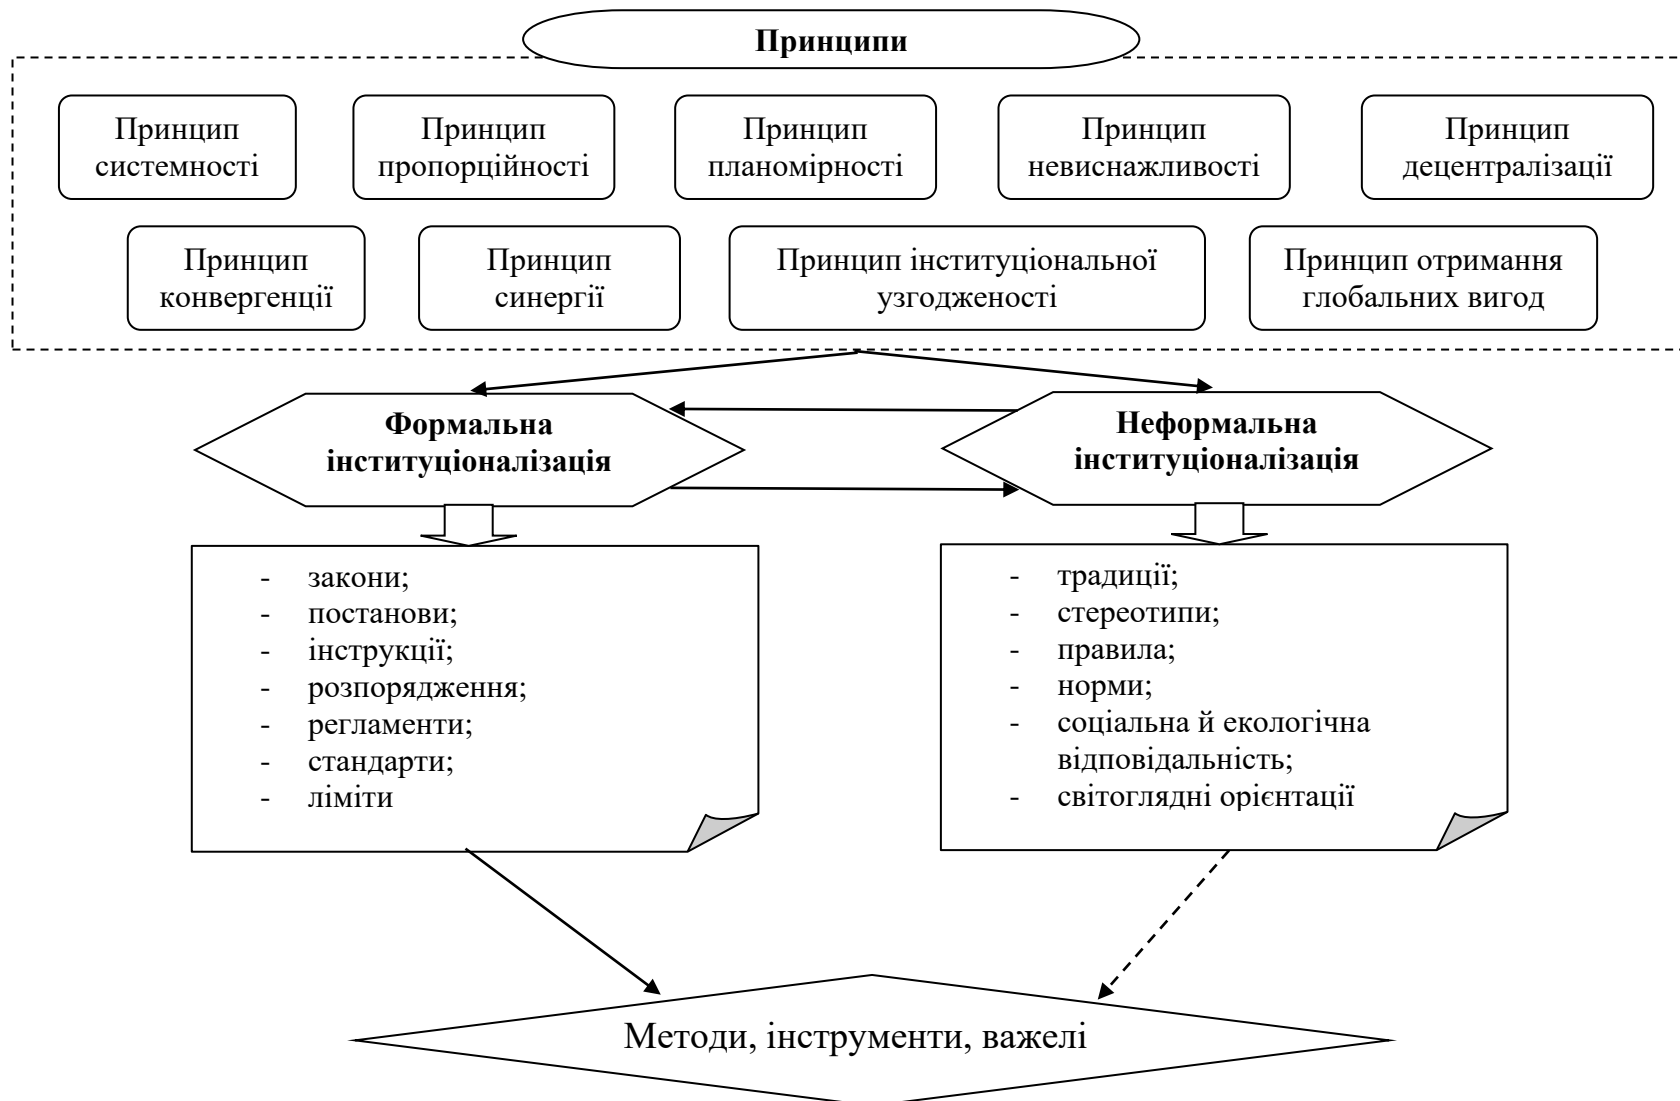 Принципи
Принцип
системності
Принцип
пропорційності
Принцип
планомірності
Принцип
невиснажливості
Принцип
децентралізації
Принцип
конвергенції
Принцип
синергії
Принцип інституціональної
узгодженості
Принцип отримання
глобальних вигод
Формальна
інституціоналізація
Неформальна
інституціоналізація
- закони;
- постанови;
- інструкції;
- розпорядження;
- регламенти;
- стандарти;
- ліміти
- традиції;
- стереотипи;
- правила;
- норми;
- соціальна й екологічна
відповідальність;
- світоглядні орієнтації
Методи, інструменти, важелі